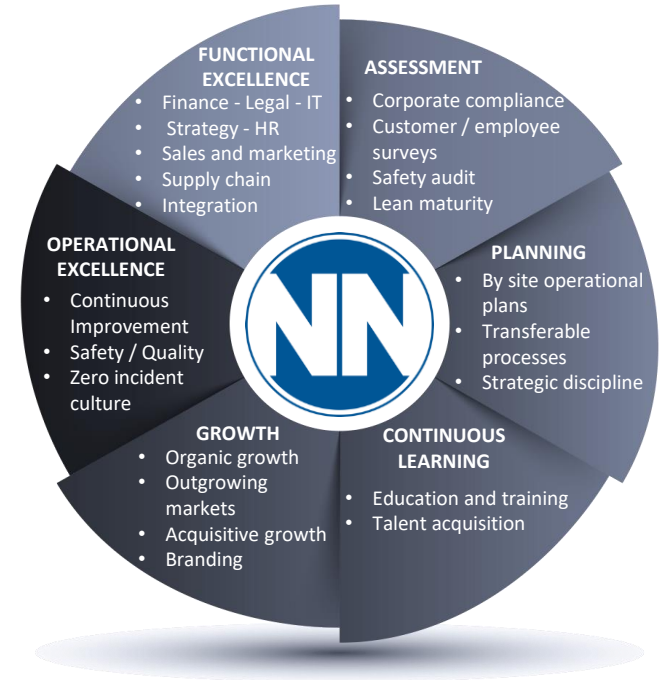 FUNCTIONAL
EXCELLENCE
• Finance - Legal - IT
• Strategy - HR
• Sales and marketing
• Supply chain
• Integration
ASSESSMENT
• Corporate compliance
• Customer / employee
surveys
• Safety audit
• Lean maturity
PLANNING
• By site operational
plans
• Transferable
processes
• Strategic discipline
CONTINUOUS
LEARNING
• Education and training
• Talent acquisition
GROWTH
• Organic growth
• Outgrowing
markets
• Acquisitive growth
• Branding
OPERATIONAL
EXCELLENCE
• Continuous
Improvement
• Safety / Quality
• Zero incident
culture
NN